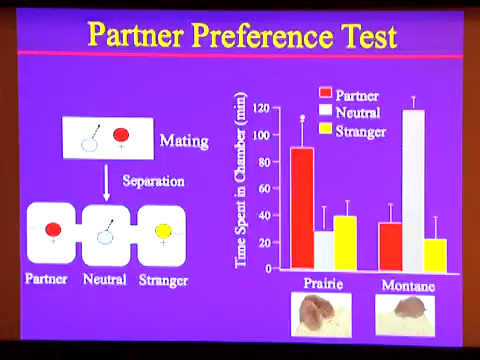 Partner Preference Test
Mating
Separation
Partner Neutral Stranger
Time Spent in Chamber (min)
120
100
80
60
40
20
0
Partner
Neutral
Stranger
Prairie Montane